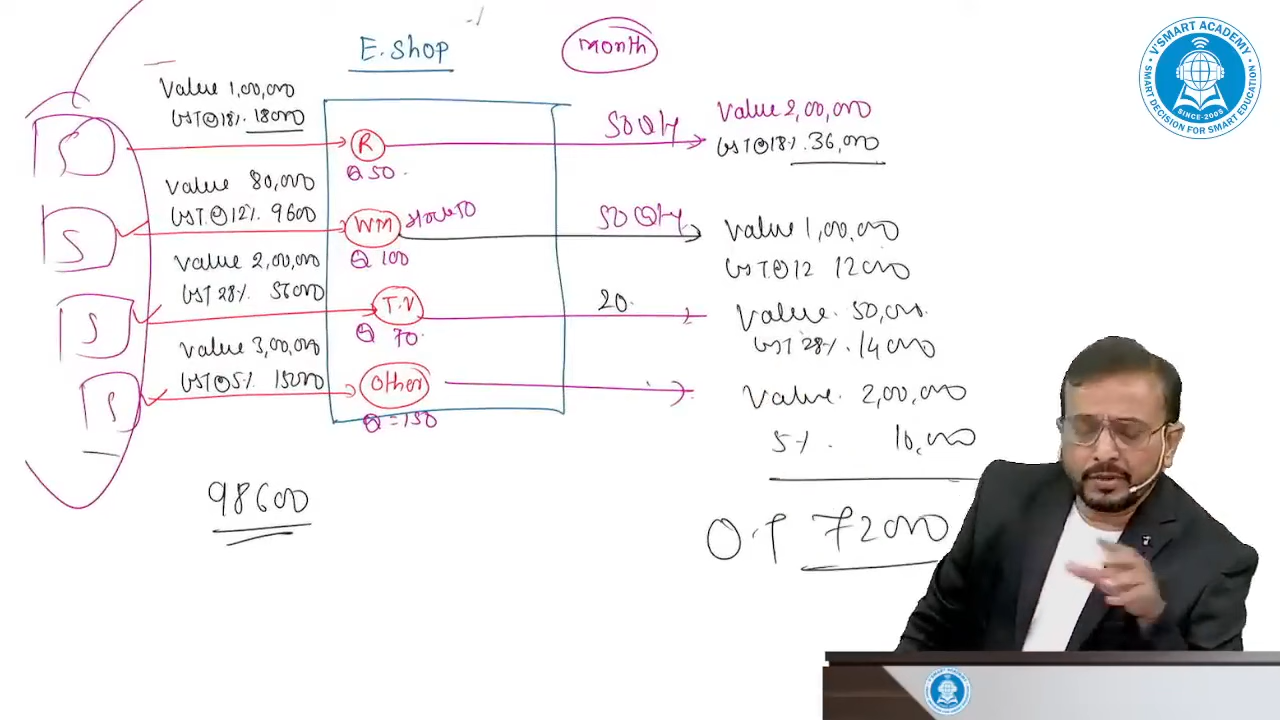 E.Shop
month
Value 1,00,000
GST@18%. 18000
S
R
Q 50.
50 Qty
Value 2,00,000
GST@18%. 36,000
Value 80,000
GST@12%. 9600
S
WM
Q 100
50 Qty
Value 1,00,000
GST@12 12000
Value 2,00,000
GST 28%. 56000
S
T.V
Q 70.
20.
Value. 50,000.
GST 28%. 14000
Value 3,00,000
GST@5%. 15000
S
Other
Q = 150
Value. 2,00,000
5%. 10,000
98600
O.T 72000
V'SMART ACADEMY
SMART DECISION FOR SMART EDUCATION
SINCE-2005